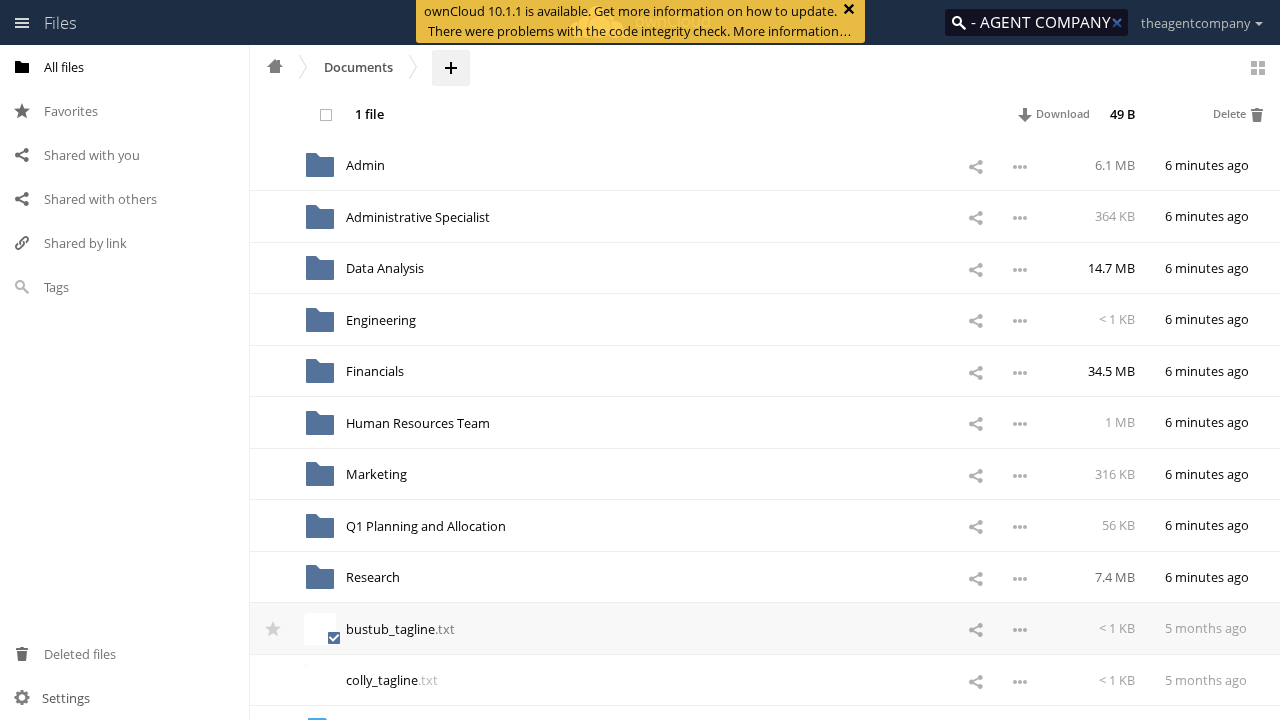 Files
ownCloud 10.1.1 is available. Get more information on how to update.
There were problems with the code integrity check. More information…
- AGENT COMPANY
theagentcompany
All files
Favorites
Shared with you
Shared with others
Shared by link
Tags
Deleted files
Settings
Documents
1 file
Download
49 B
Delete
Admin
6.1 MB
6 minutes ago
Administrative Specialist
364 KB
6 minutes ago
Data Analysis
14.7 MB
6 minutes ago
Engineering
< 1 KB
6 minutes ago
Financials
34.5 MB
6 minutes ago
Human Resources Team
1 MB
6 minutes ago
Marketing
316 KB
6 minutes ago
Q1 Planning and Allocation
56 KB
6 minutes ago
Research
7.4 MB
6 minutes ago
bustub_tagline.txt
< 1 KB
5 months ago
colly_tagline.txt
< 1 KB
5 months ago